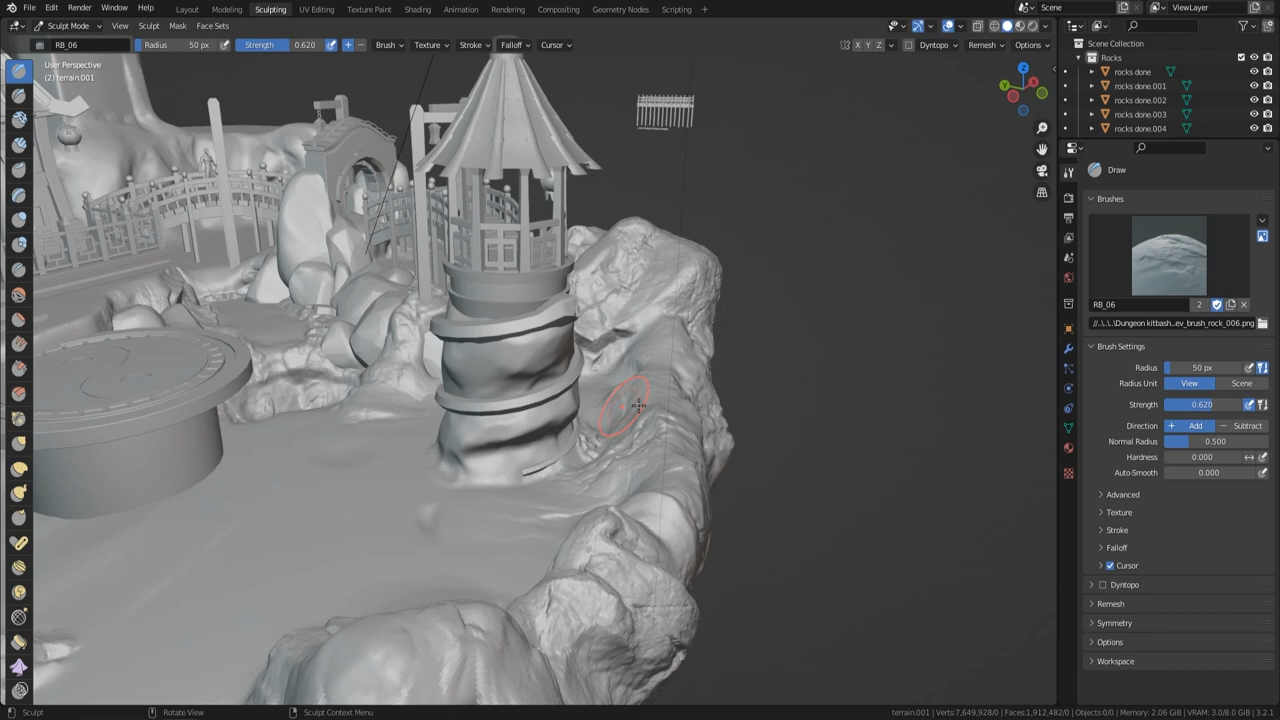 File Edit Render Window Help Layout Modeling Sculpting UV Editing Texture Paint Shading Animation Rendering Compositing Geometry Nodes Scripting + Scene ViewLayer
Sculpt Mode View Sculpt Mask Face Sets
RB_06 Radius 50 px Strength 0.620 + − Brush Texture Stroke Falloff Cursor X Y Z Dyntopo Remesh Options
User Perspective
(2) terrain.001
Scene Collection
Rocks
rocks done
rocks done.001
rocks done.002
rocks done.003
rocks done.004
Z
Y
X
Draw
Brushes
RB_06 2
//..\..\..\Dungeon kitbash...ev_brush_rock_006.png
Brush Settings
Radius 50 px
Radius Unit View Scene
Strength 0.620
Direction + Add − Subtract
Normal Radius 0.500
Hardness 0.000
Auto-Smooth 0.000
Advanced
Texture
Stroke
Falloff
Cursor
Dyntopo
Remesh
Symmetry
Options
Workspace
Sculpt Rotate View Sculpt Context Menu terrain.001 | Verts:7,649,928/0 | Faces:1,912,482/0 | Objects:0/0 | Memory: 2.06 GiB | VRAM: 3.0/8.0 GiB | 3.2.1